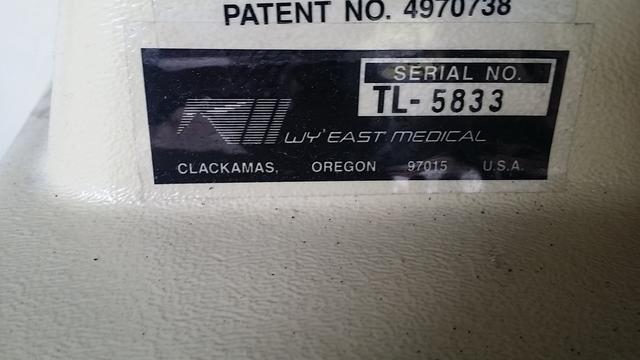 PATENT NO. 4970738
SERIAL NO.
TL-5833
WY'EAST MEDICAL
CLACKAMAS, OREGON 97015 U.S.A.